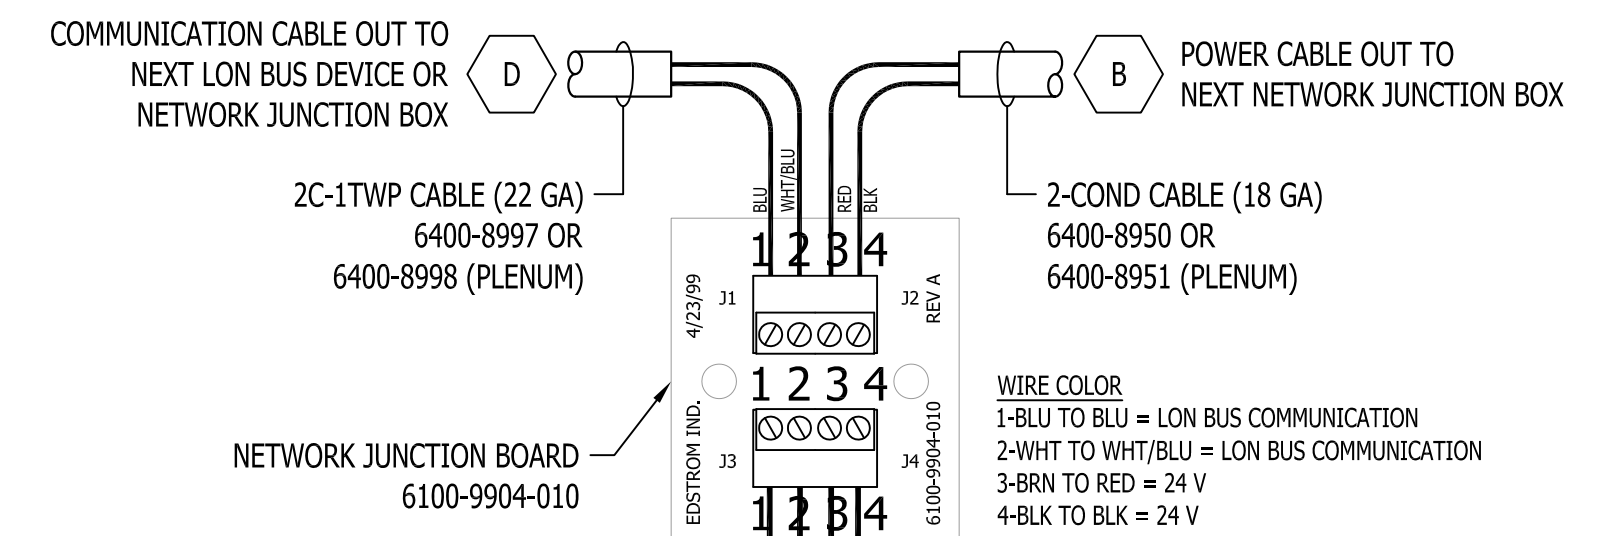 COMMUNICATION CABLE OUT TO
NEXT LON BUS DEVICE OR
NETWORK JUNCTION BOX
D
B
POWER CABLE OUT TO
NEXT NETWORK JUNCTION BOX
2C-1TWP CABLE (22 GA)
6400-8997 OR
6400-8998 (PLENUM)
BLU
WHT/BLU
RED
BLK
2-COND CABLE (18 GA)
6400-8950 OR
6400-8951 (PLENUM)
1 2 3 4
4/23/99
J1
J2
REV A
1 2 3 4
EDSTROM IND.
J3
J4
6100-9904-010
1 2 3 4
NETWORK JUNCTION BOARD
6100-9904-010
WIRE COLOR
1-BLU TO BLU = LON BUS COMMUNICATION
2-WHT TO WHT/BLU = LON BUS COMMUNICATION
3-BRN TO RED = 24 V
4-BLK TO BLK = 24 V